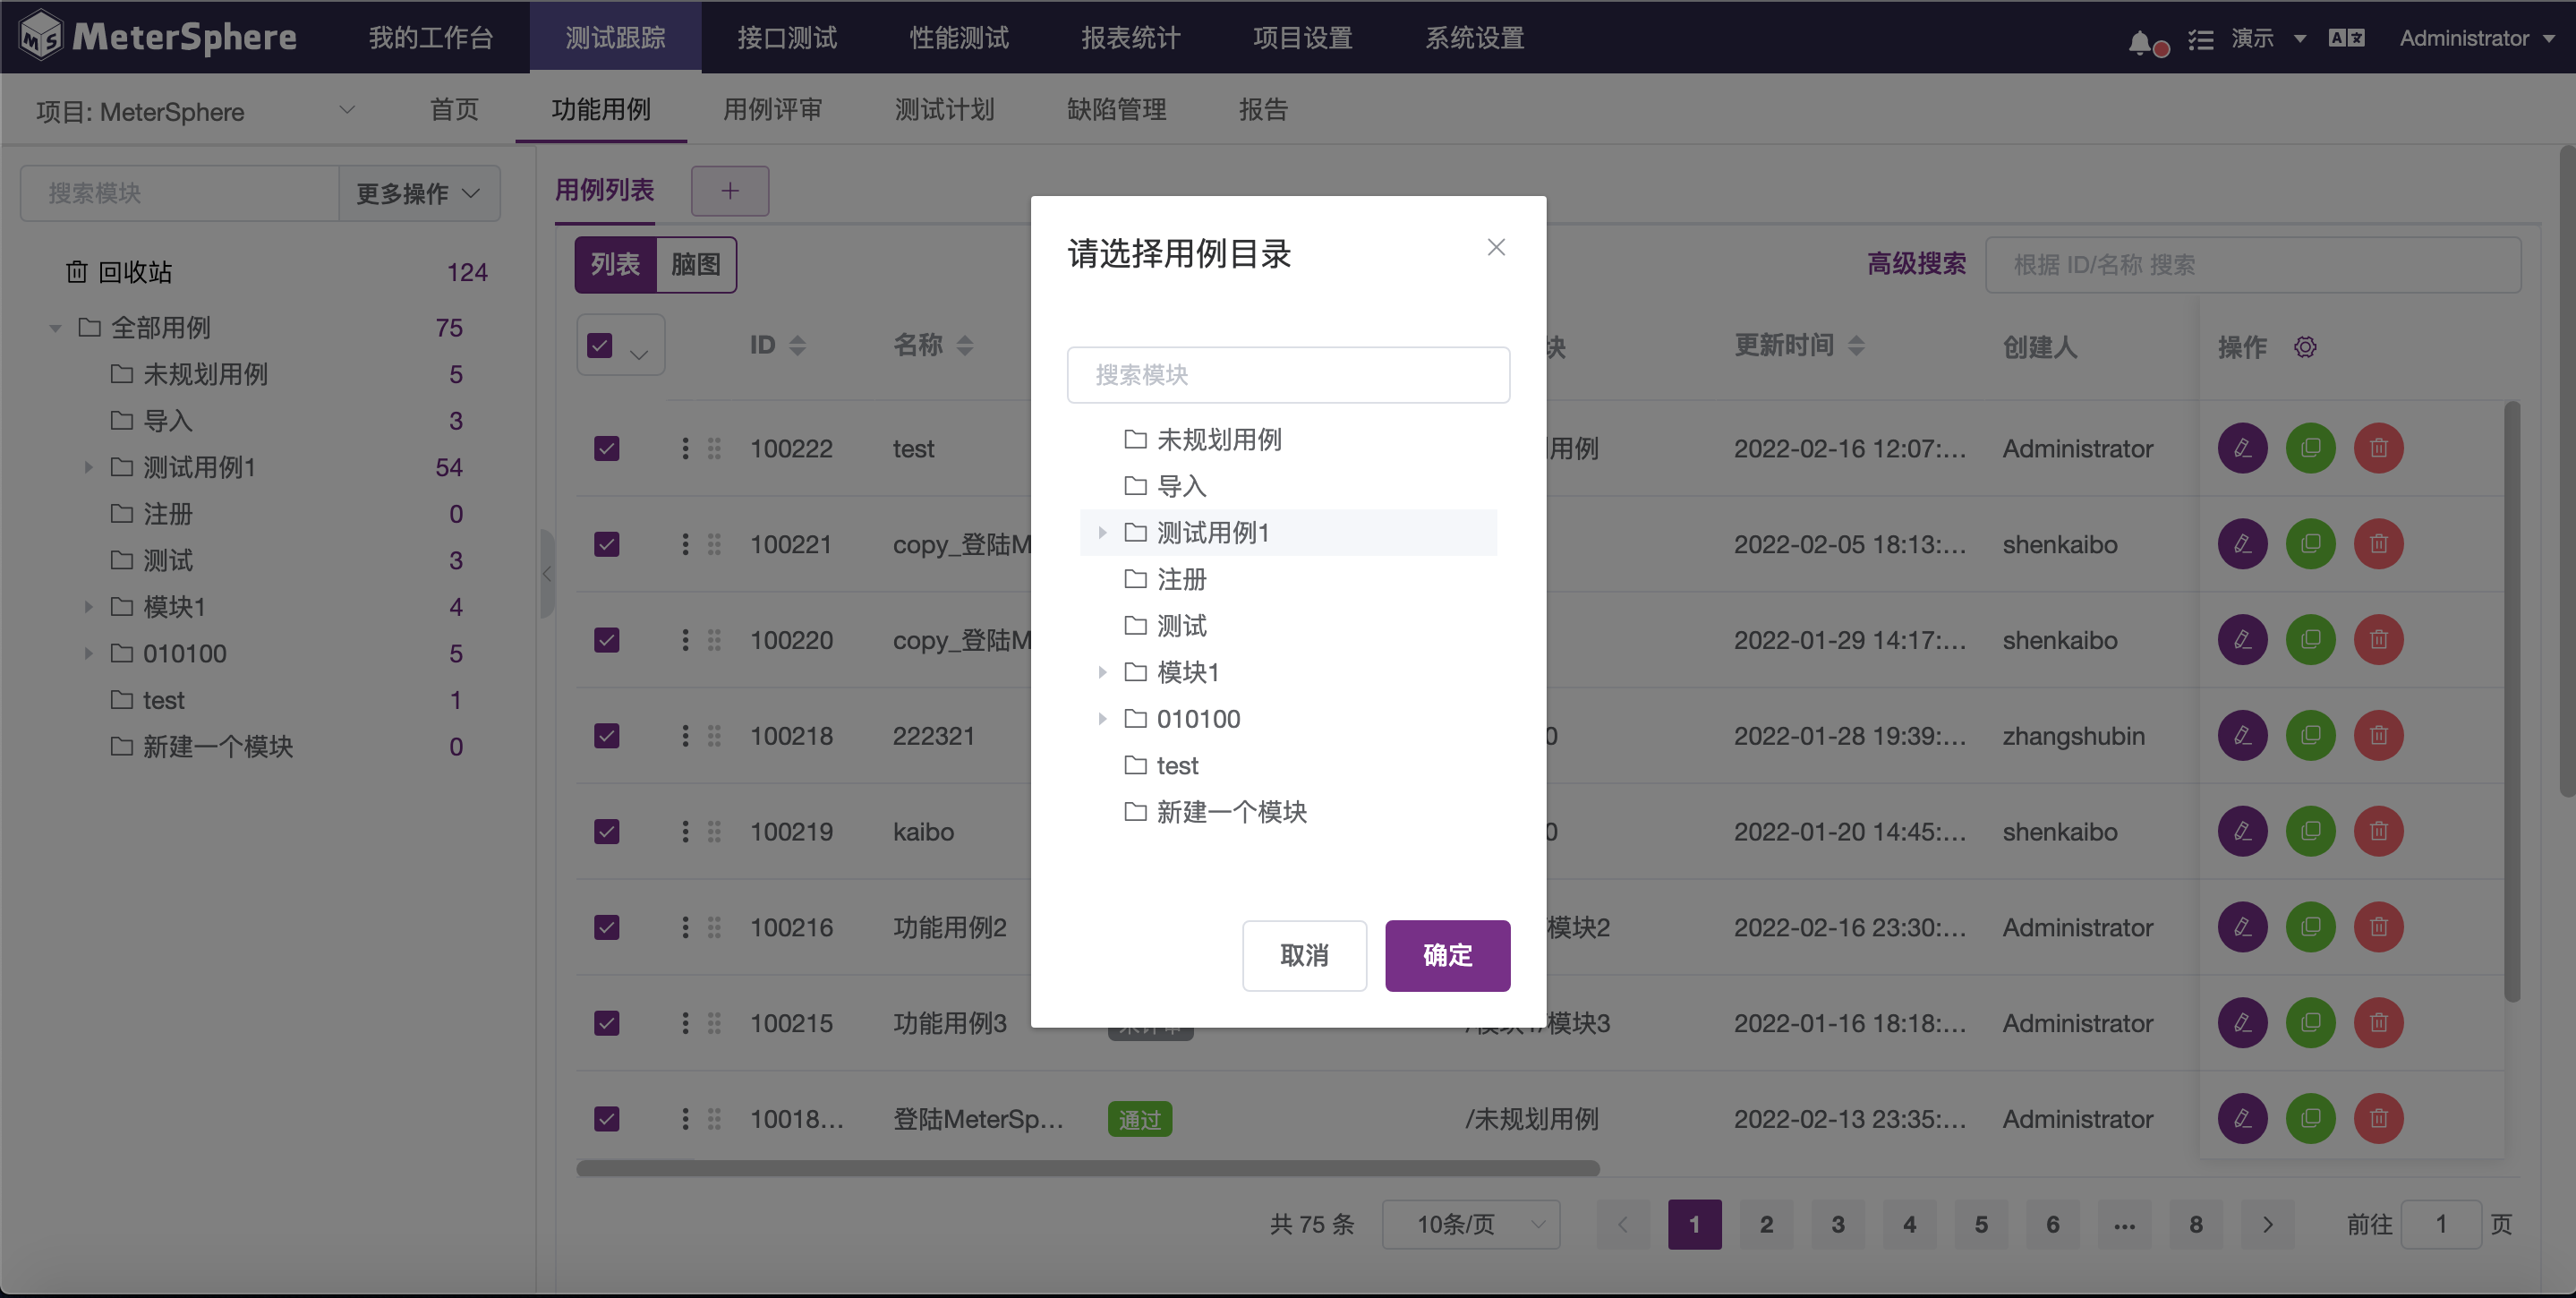 MeterSphere 我的工作台 测试跟踪 接口测试 性能测试 报表统计 项目设置 系统设置 演示 Administrator
项目: MeterSphere 首页 功能用例 用例评审 测试计划 缺陷管理 报告
搜索模块 更多操作
回收站 124
全部用例 75
未规划用例 5
导入 3
测试用例1 54
注册 0
测试 3
模块1 4
010100 5
test 1
新建一个模块 0
用例列表 +
列表 脑图 高级搜索 根据 ID/名称 搜索
ID 名称 块 更新时间 创建人 操作
100222 test 用例 2022-02-16 12:07:... Administrator
100221 copy_登陆M 2022-02-05 18:13:... shenkaibo
100220 copy_登陆M 2022-01-29 14:17:... shenkaibo
100218 222321 0 2022-01-28 19:39:... zhangshubin
100219 kaibo 0 2022-01-20 14:45:... shenkaibo
100216 功能用例2 模块2 2022-02-16 23:30:... Administrator
100215 功能用例3 模块3 2022-01-16 18:18:... Administrator
10018... 登陆MeterSp... 通过 /未规划用例 2022-02-13 23:35:... Administrator
共 75 条 10条/页 1 2 3 4 5 6 ... 8 前往 1 页
请选择用例目录
搜索模块
未规划用例
导入
测试用例1
注册
测试
模块1
010100
test
新建一个模块
取消 确定